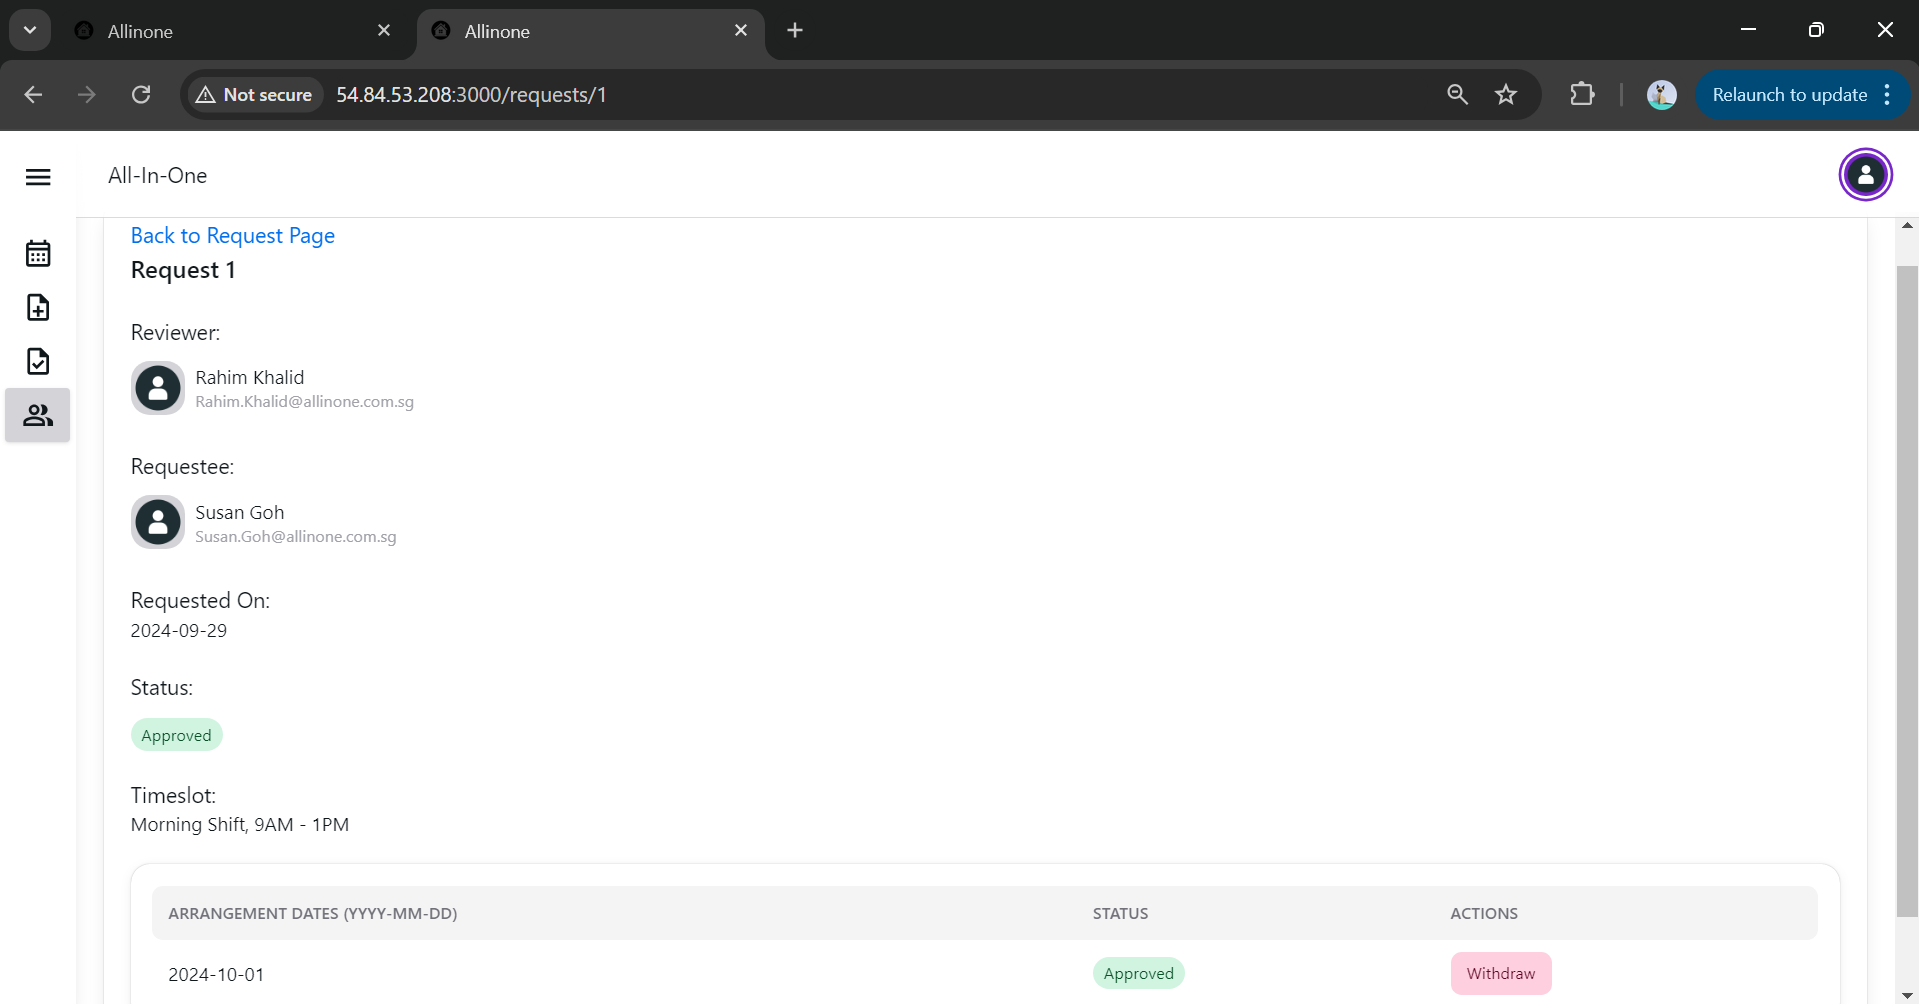 Allinone
Allinone
Not secure
54.84.53.208:3000/requests/1
Relaunch to update
All-In-One
Back to Request Page
Request 1
Reviewer:
Rahim Khalid
Rahim.Khalid@allinone.com.sg
Requestee:
Susan Goh
Susan.Goh@allinone.com.sg
Requested On:
2024-09-29
Status:
Approved
Timeslot:
Morning Shift, 9AM - 1PM
ARRANGEMENT DATES (YYYY-MM-DD) STATUS ACTIONS
2024-10-01 Approved Withdraw